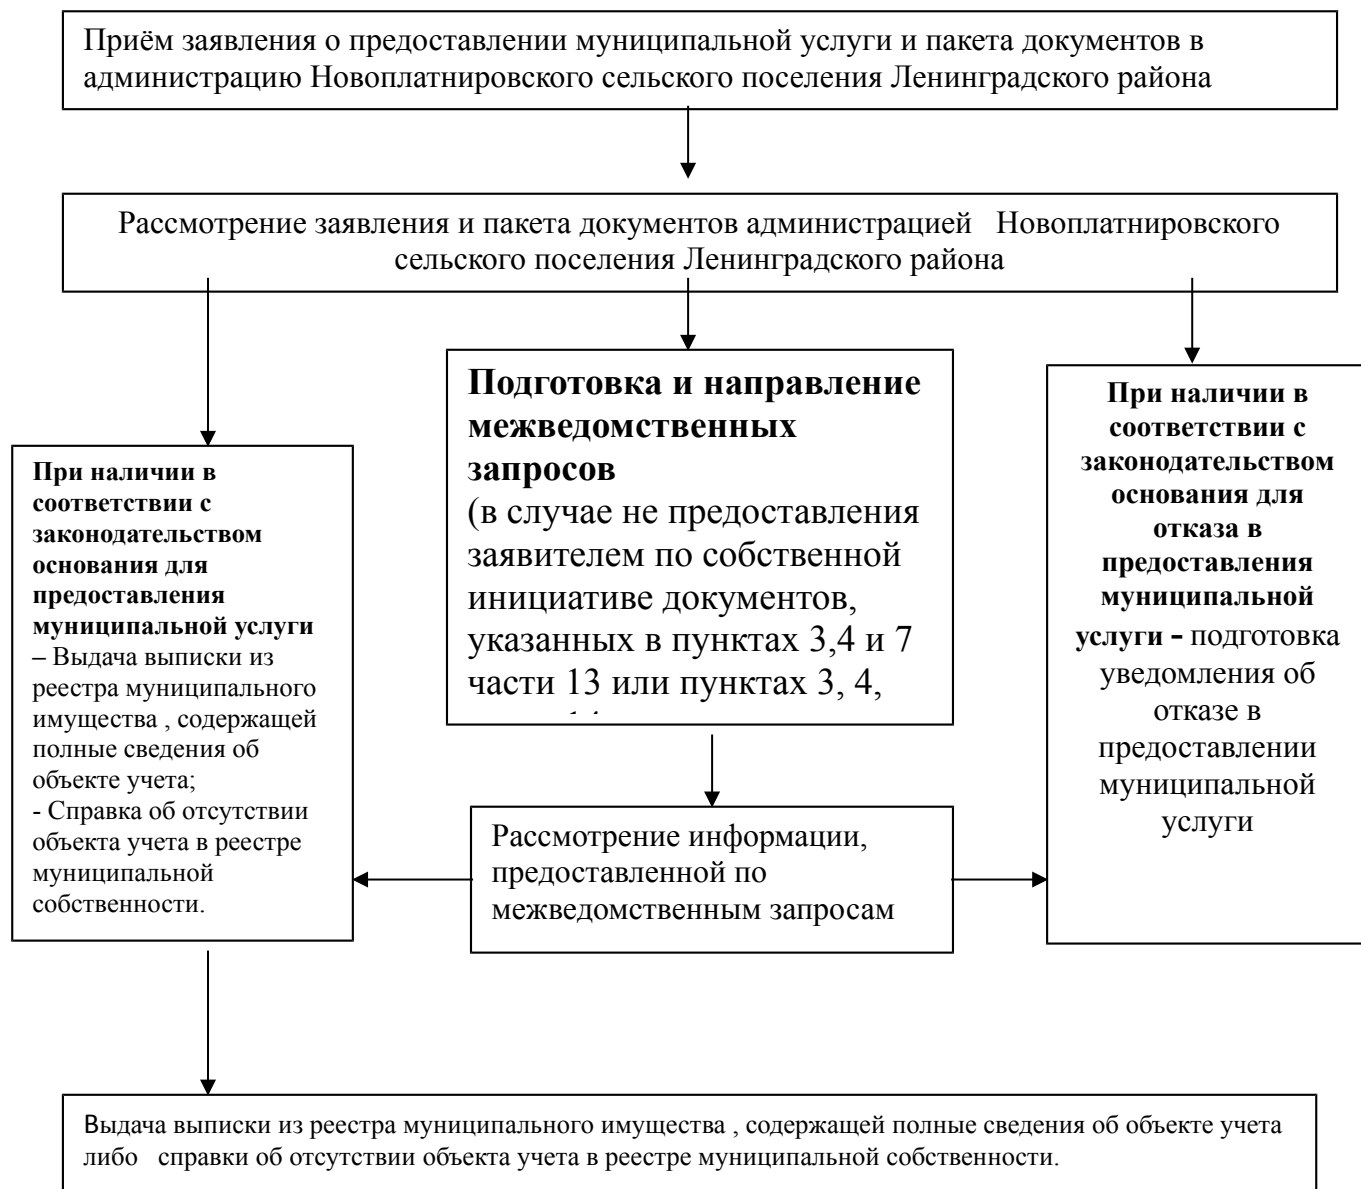 Приём заявления о предоставлении муниципальной услуги и пакета документов в
администрацию Новоплатнировского сельского поселения Ленинградского района
Рассмотрение заявления и пакета документов администрацией Новоплатнировского
сельского поселения Ленинградского района
При наличии в
соответствии с
законодательством
основания для
предоставления
муниципальной услуги
– Выдача выписки из
реестра муниципального
имущества , содержащей
полные сведения об
объекте учета;
- Справка об отсутствии
объекта учета в реестре
муниципальной
собственности.
Подготовка и направление
межведомственных
запросов
(в случае не предоставления
заявителем по собственной
инициативе документов,
указанных в пунктах 3,4 и 7
части 13 или пунктах 3, 4,
Рассмотрение информации,
предоставленной по
межведомственным запросам
При наличии в
соответствии с
законодательством
основания для
отказа в
предоставления
муниципальной
услуги - подготовка
уведомления об
отказе в
предоставлении
муниципальной
услуги
Выдача выписки из реестра муниципального имущества , содержащей полные сведения об объекте учета
либо справки об отсутствии объекта учета в реестре муниципальной собственности.